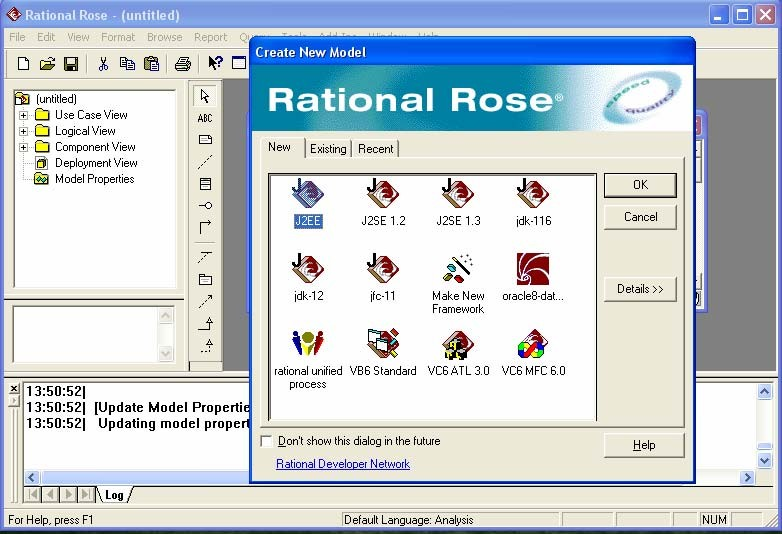 Rational Rose - (untitled)
File Edit View Format Browse Report Query Tools Add-Ins Window Help
(untitled)
Use Case View
Logical View
Component View
Deployment View
Model Properties
ABC
Create New Model
Rational Rose®
speed
quality
New Existing Recent
J2EE J2SE 1.2 J2SE 1.3 jdk-116
jdk-12 jfc-11 Make New oracle8-dat...
Framework
rational unified VB6 Standard VC6 ATL 3.0 VC6 MFC 6.0
process
OK
Cancel
Details >>
Don't show this dialog in the future
Help
Rational Developer Network
13:50:52|
13:50:52| [Update Model Propertie
13:50:52| Updating model propert
Log
For Help, press F1
Default Language: Analysis
NUM